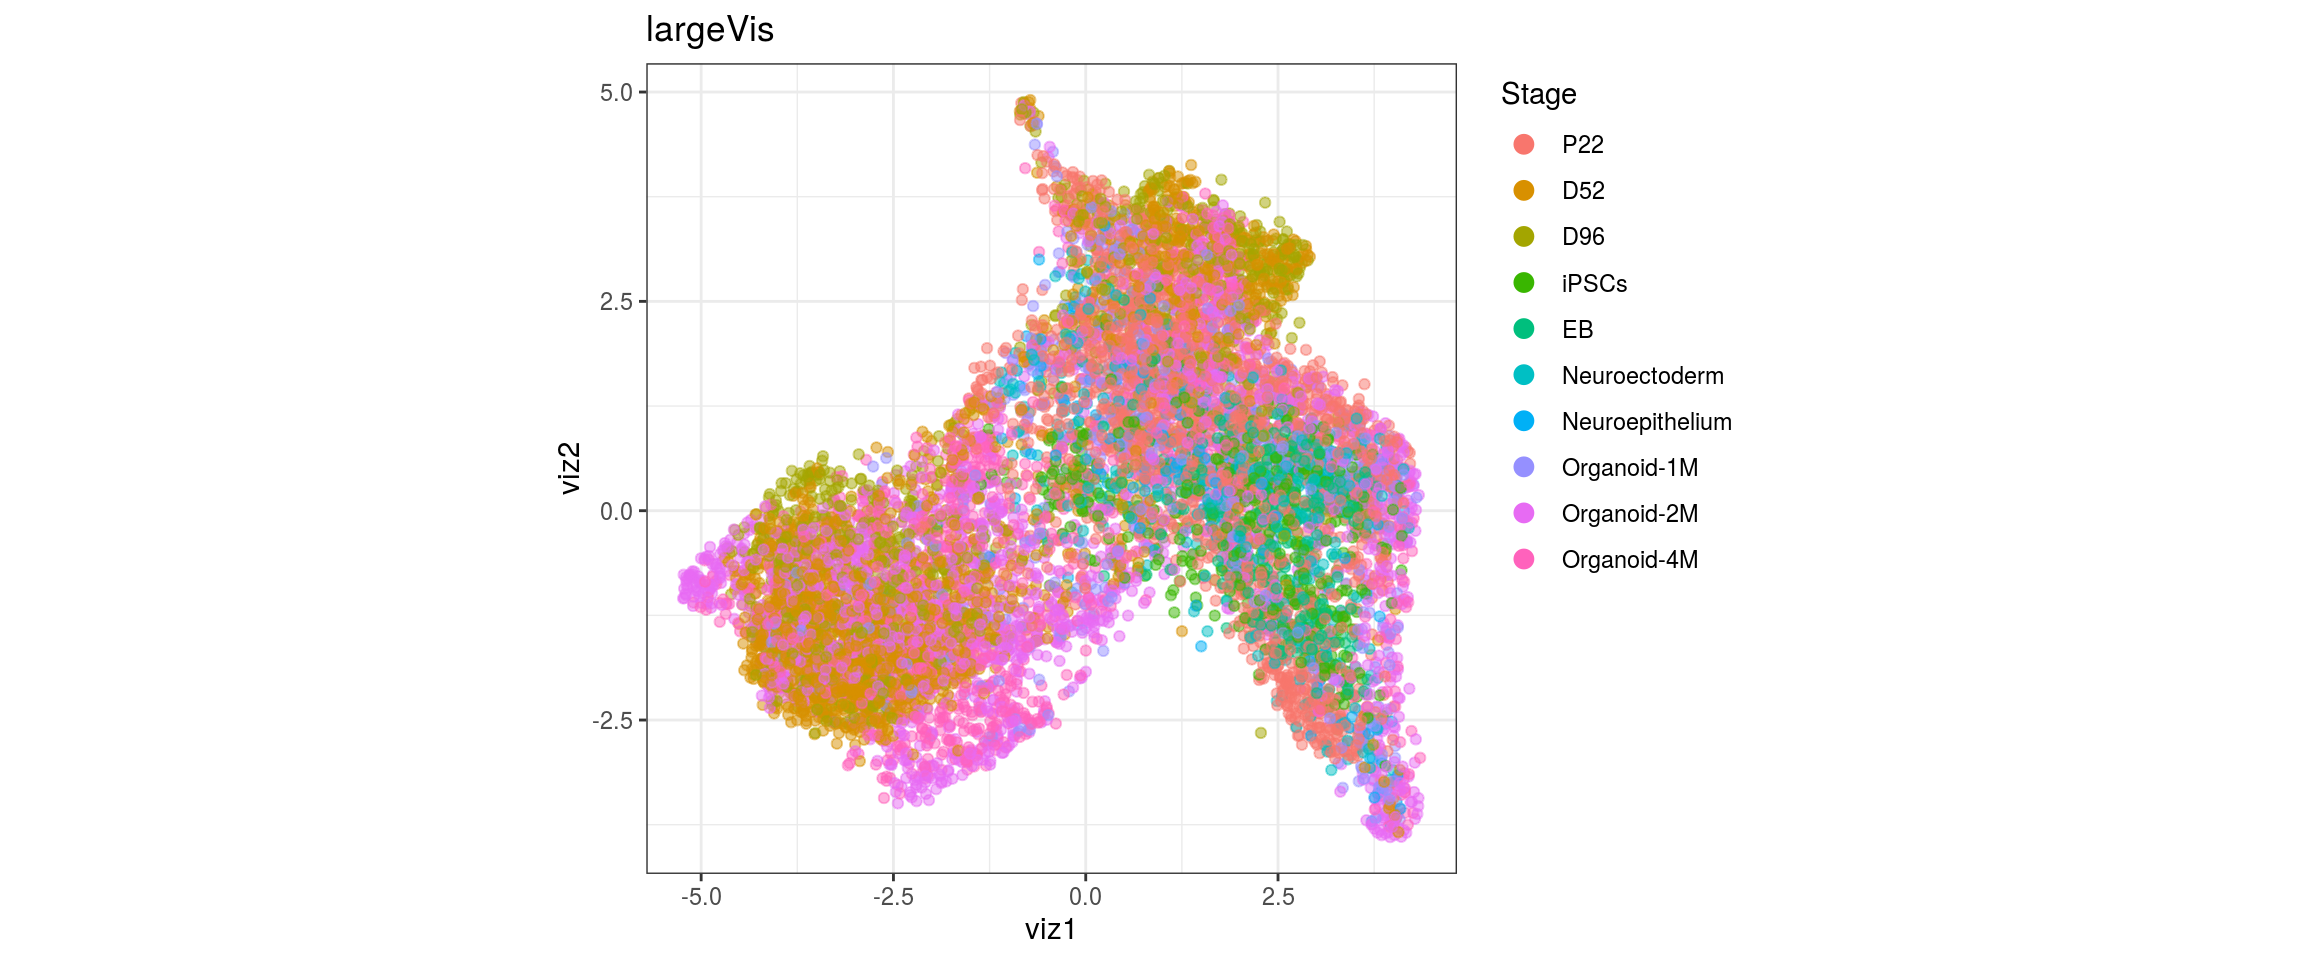 largeVis
5.0
2.5
0.0
-2.5
viz2
-5.0
-2.5
0.0
2.5
viz1
Stage
P22
D52
D96
iPSCs
EB
Neuroectoderm
Neuroepithelium
Organoid-1M
Organoid-2M
Organoid-4M